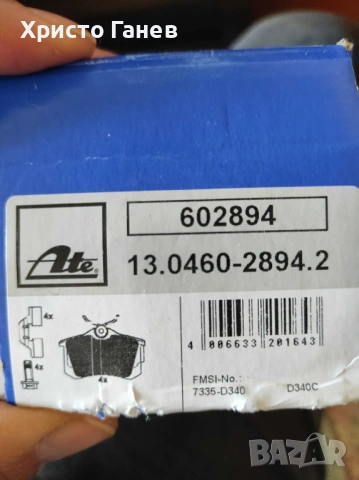 Христо Ганев
602894
Ate®
13.0460-2894.2
4x
4x
4 006633 201643
FMSI-No.:
7335-D340 D340C
BAZAR